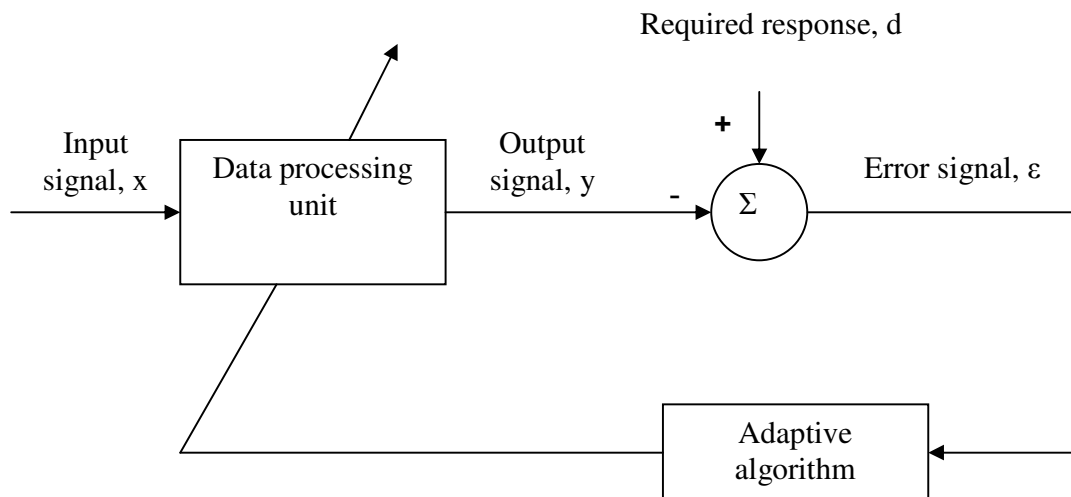 Required response, d
+
Input
signal, x
Data processing
unit
Output
signal, y
-
Σ
Error signal, ε
Adaptive
algorithm